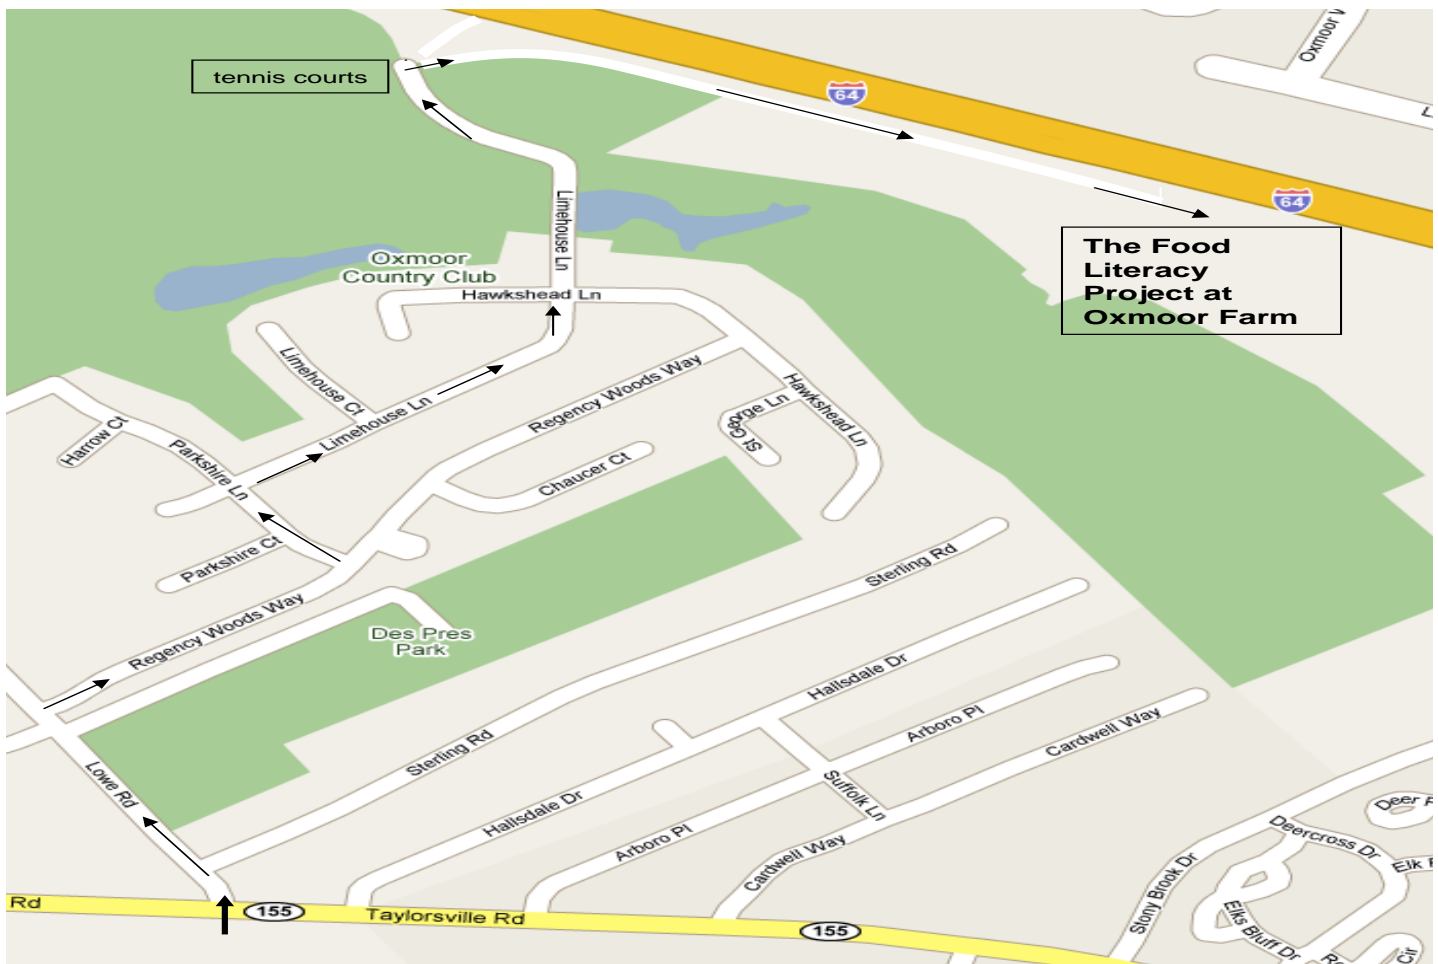 Oxmoor W
tennis courts
64
64
L
Limehouse Ln
Oxmoor
Country Club
Hawkshead Ln
The Food
Literacy
Project at
Oxmoor Farm
Limehouse Ct
Limehouse Ln
Regency Woods Way
Hawkshead Ln
St George Ln
Harrow Ct
Parkshire Ln
Chaucer Ct
Parkshire Ct
Sterling Rd
Regency Woods Way
Des Pres
Park
Hallsdale Dr
Arboro Pl
Cardwell Way
Sterling Rd
Lowe Rd
Suffolk Ln
Hallsdale Dr
Arboro Pl
Cardwell Way
Deer
Deercross Dr
Elk
Stony Brook Dr
Elks Bluff Dr
Cir
Rd
155
Taylorsville Rd
155